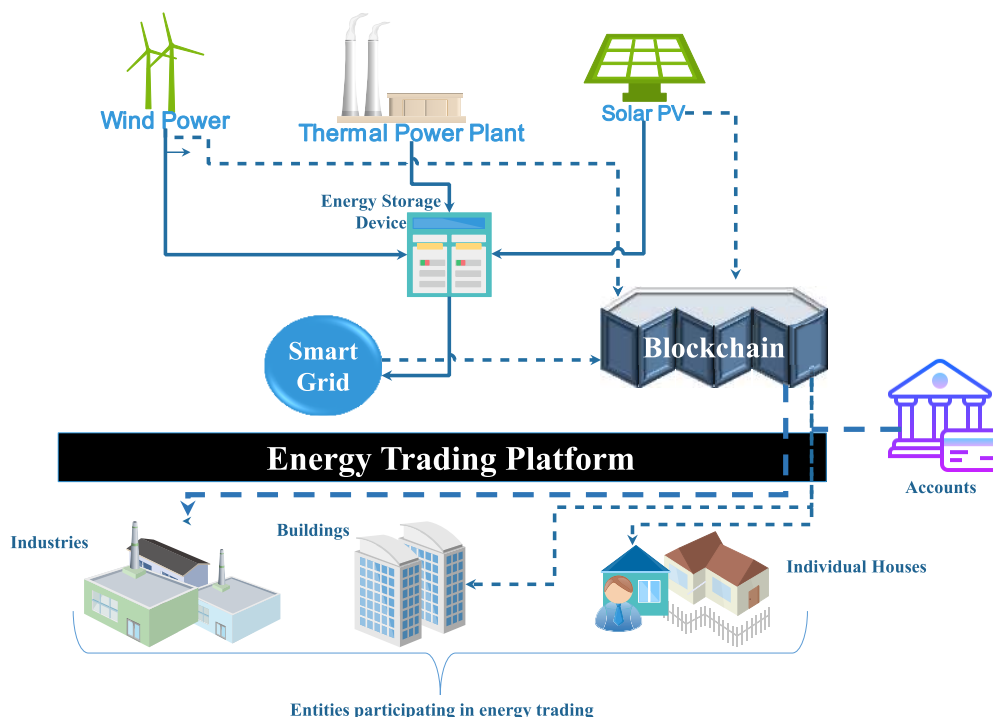 Wind Power
Thermal Power Plant
Solar PV
Energy Storage
Device
Smart
Grid
Blockchain
Energy Trading Platform
Accounts
Industries
Buildings
Individual Houses
Entities participating in energy trading